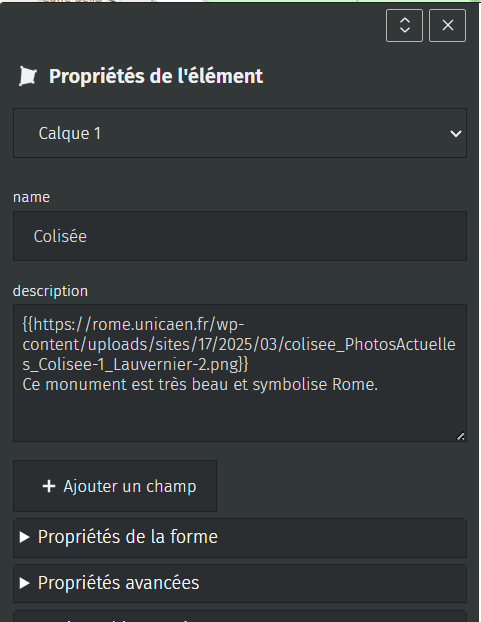 Propriétés de l'élément
Calque 1
name
Colisée
description
{{https://rome.unicaen.fr/wp-
content/uploads/sites/17/2025/03/colisee_PhotosActuelle
s_Colisee-1_Lauvernier-2.png}}
Ce monument est très beau et symbolise Rome.
Ajouter un champ
Propriétés de la forme
Propriétés avancées